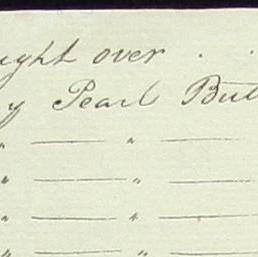 ught over . .
y Pearl But
" — " —
" — " —
" — " —
" — " —